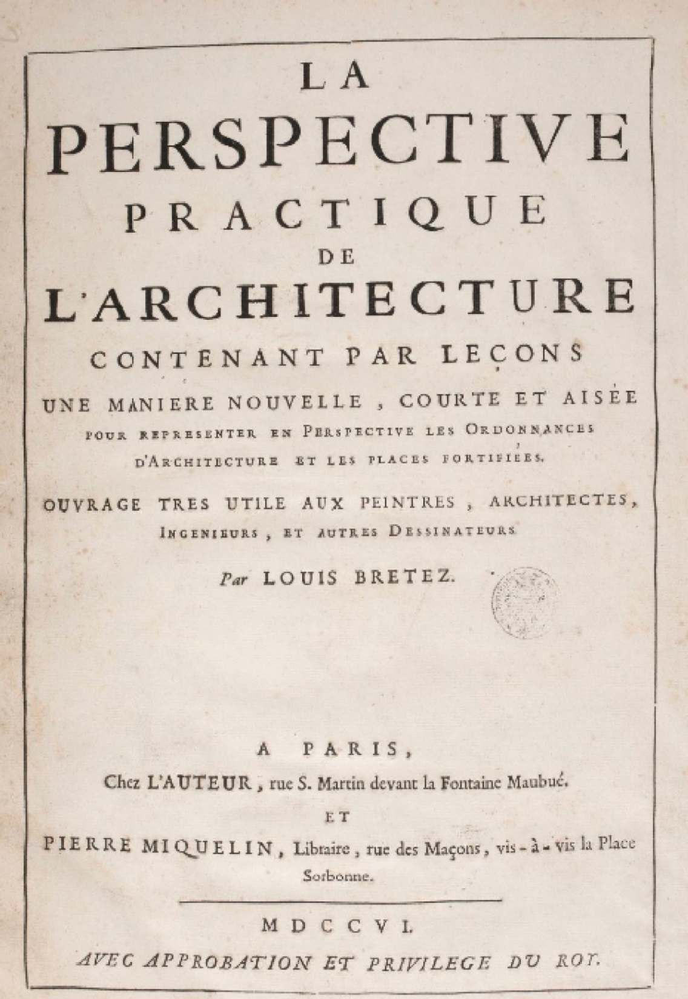 LA
PERSPECTIVE
PRACTIQUE
DE
L'ARCHITECTURE
CONTENANT PAR LEÇONS
UNE MANIERE NOUVELLE, COURTE ET AISÉE
POUR REPRESENTER EN PERSPECTIVE LES ORDONNANCES
D'ARCHITECTURE ET LES PLACES FORTIFIÉES.
OUVRAGE TRES UTILE AUX PEINTRES, ARCHITECTES,
INGENIEURS, ET AUTRES DESSINATEURS
Par LOUIS BRETEZ.
A PARIS,
Chez L'AUTEUR, rue S. Martin devant la Fontaine Maubué.
ET
PIERRE MIQUELIN, Libraire, rue des Maçons, vis-à-vis la Place
Sorbonne.
MDCCVI.
AVEC APPROBATION ET PRIVILEGE DU ROY.